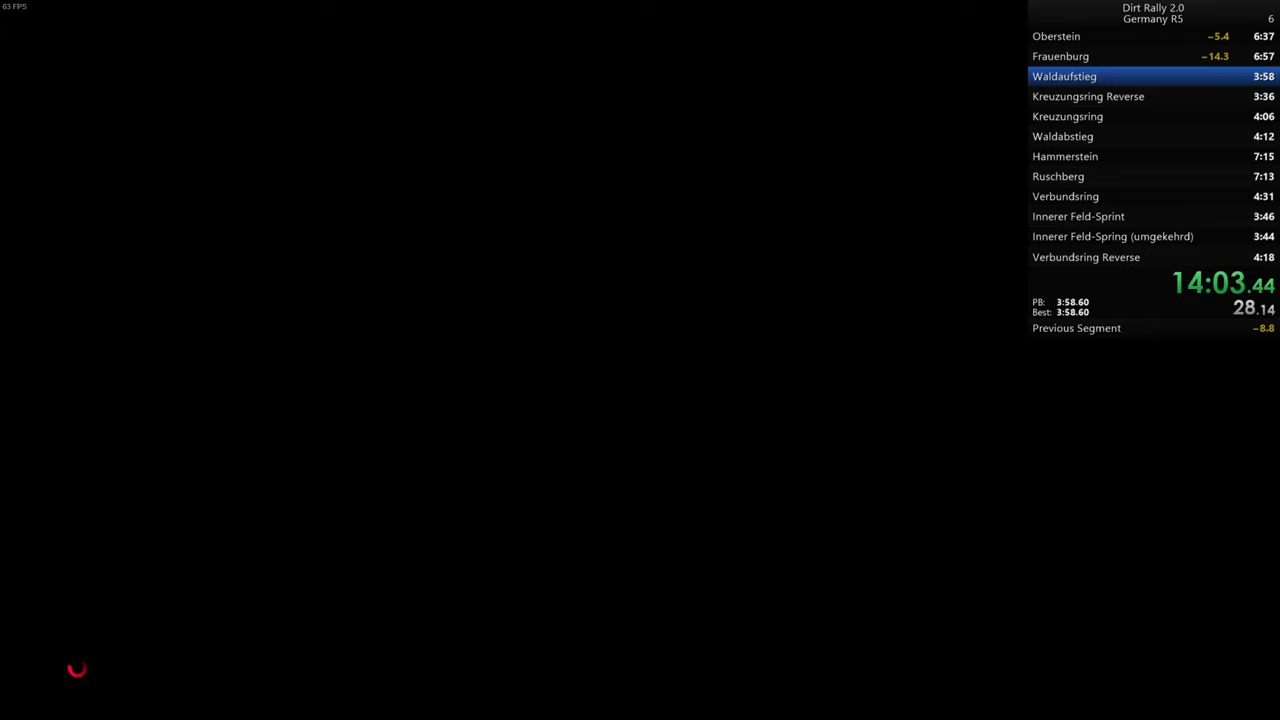 63 FPS
Dirt Rally 2.0
Germany R5 6
Oberstein −5.4 6:37
Frauenburg −14.3 6:57
Waldaufstieg 3:58
Kreuzungsring Reverse 3:36
Kreuzungsring 4:06
Waldabstieg 4:12
Hammerstein 7:15
Ruschberg 7:13
Verbundsring 4:31
Innerer Feld-Sprint 3:46
Innerer Feld-Spring (umgekehrd) 3:44
Verbundsring Reverse 4:18
14:03.44
PB: 3:58.60
Best: 3:58.60
28.14
Previous Segment −8.8